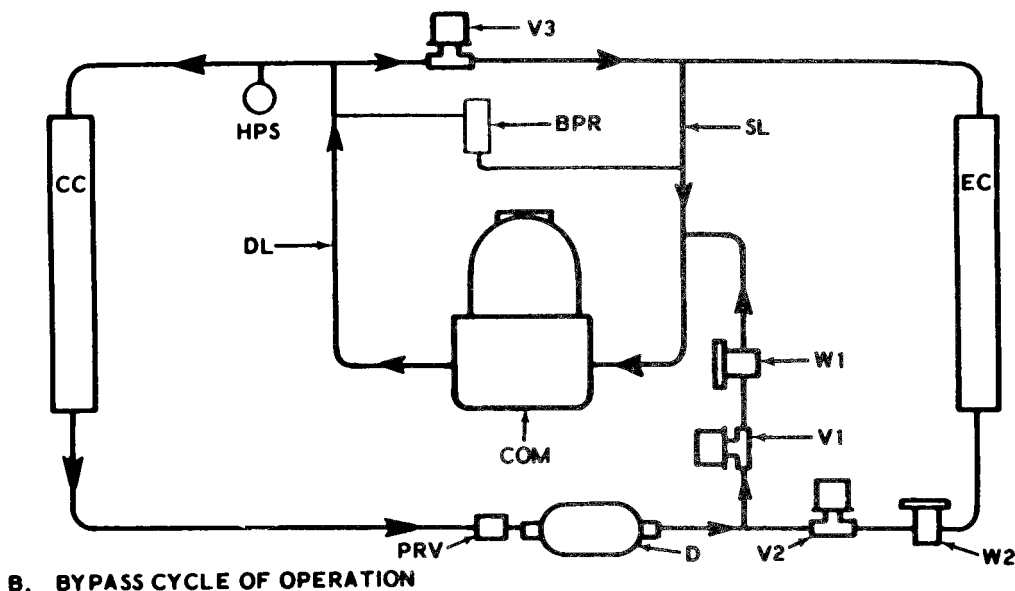 V3
HPS
BPR
SL
CC
EC
DL
W1
COM
V1
PRV
D
V2
W2
B. BYPASS CYCLE OF OPERATION